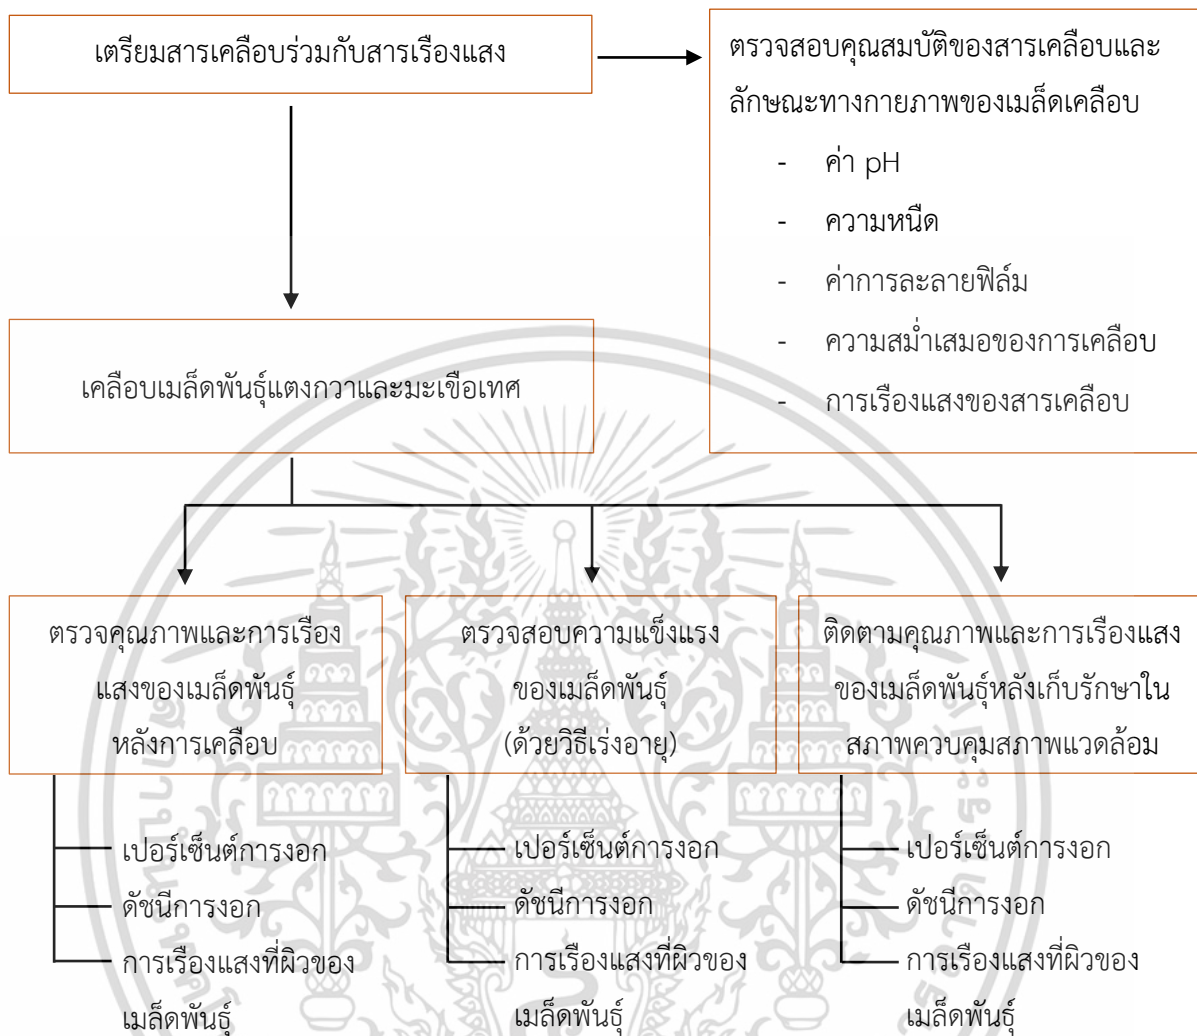 เตรียมสารเคลือบร่วมกับสารเรืองแสง
ตรวจสอบคุณสมบัติของสารเคลือบและ
ลักษณะทางกายภาพของเมล็ดเคลือบ
- ค่า pH
- ความหนืด
- ค่าการละลายฟิล์ม
- ความสม่ำเสมอของการเคลือบ
- การเรืองแสงของสารเคลือบ
เคลือบเมล็ดพันธุ์แตงกวาและมะเขือเทศ
ตรวจคุณภาพและการเรือง
แสงของเมล็ดพันธุ์
หลังการเคลือบ
เปอร์เซ็นต์การงอก
ดัชนีการงอก
การเรืองแสงที่ผิวของ
เมล็ดพันธุ์
ตรวจสอบความแข็งแรง
ของเมล็ดพันธุ์
(ด้วยวิธีเร่งอายุ)
เปอร์เซ็นต์การงอก
ดัชนีการงอก
การเรืองแสงที่ผิวของ
เมล็ดพันธุ์
ติดตามคุณภาพและการเรืองแสง
ของเมล็ดพันธุ์หลังเก็บรักษาใน
สภาพควบคุมสภาพแวดล้อม
เปอร์เซ็นต์การงอก
ดัชนีการงอก
การเรืองแสงที่ผิวของ
เมล็ดพันธุ์